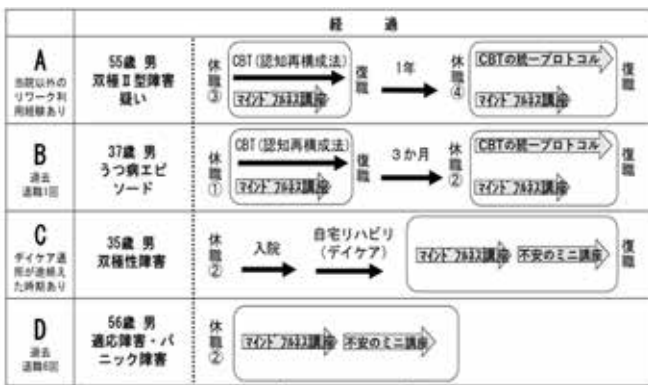 経 過
A
当院以外の
リワーク利
用経験あり
55歳 男
双極Ⅱ型障害
疑い
休職③
CBT(認知再構成法)
マインドフルネス講座
復職
1年
休職④
CBTの統一プロトコル
マインドフルネス講座
復職
B
過去
退職1回
37歳 男
うつ病エピ
ソード
休職①
CBT(認知再構成法)
マインドフルネス講座
復職
3か月
休職②
CBTの統一プロトコル
マインドフルネス講座
復職
C
デイケア通
所が途絶え
た時期あり
35歳 男
双極性障害
休職②
入院
自宅リハビリ
(デイケア)
マインドフルネス講座
不安のミニ講座
復職
D
過去
退職6回
56歳 男
適応障害・パ
ニック障害
休職②
マインドフルネス講座
不安のミニ講座